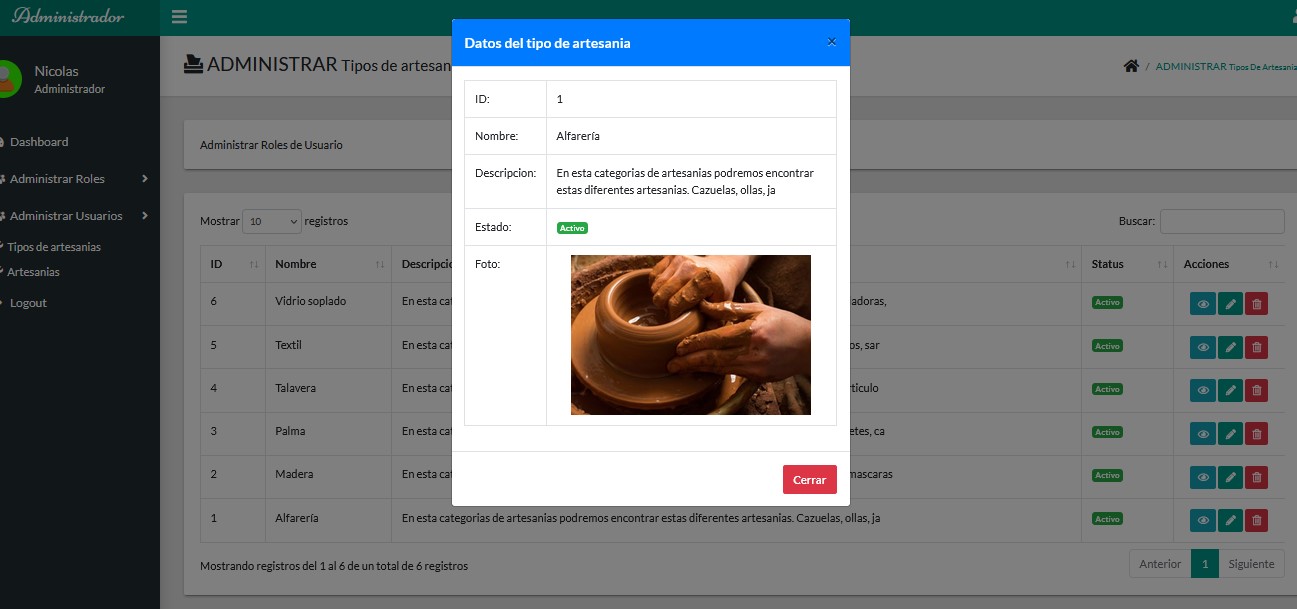 Administrador
Nicolas
Administrador
Dashboard
Administrar Roles
Administrar Usuarios
Tipos de artesanias
Artesanias
Logout
ADMINISTRAR Tipos de artesan
/ ADMINISTRAR Tipos De Artesania
Administrar Roles de Usuario
Mostrar 10 registros
Buscar:
ID Nombre Descripcio Status Acciones
6 Vidrio soplado En esta cat adoras, Activo
5 Textil En esta cat os, sar Activo
4 Talavera En esta cat rticulo Activo
3 Palma En esta cat etes, ca Activo
2 Madera En esta cat mascaras Activo
1 Alfarería En esta categorias de artesanias podremos encontrar estas diferentes artesanias. Cazuelas, ollas, ja Activo
Mostrando registros del 1 al 6 de un total de 6 registros
Anterior 1 Siguiente
Datos del tipo de artesania ×
ID: 1
Nombre: Alfarería
Descripcion: En esta categorias de artesanias podremos encontrar
estas diferentes artesanias. Cazuelas, ollas, ja
Estado: Activo
Foto:
Cerrar